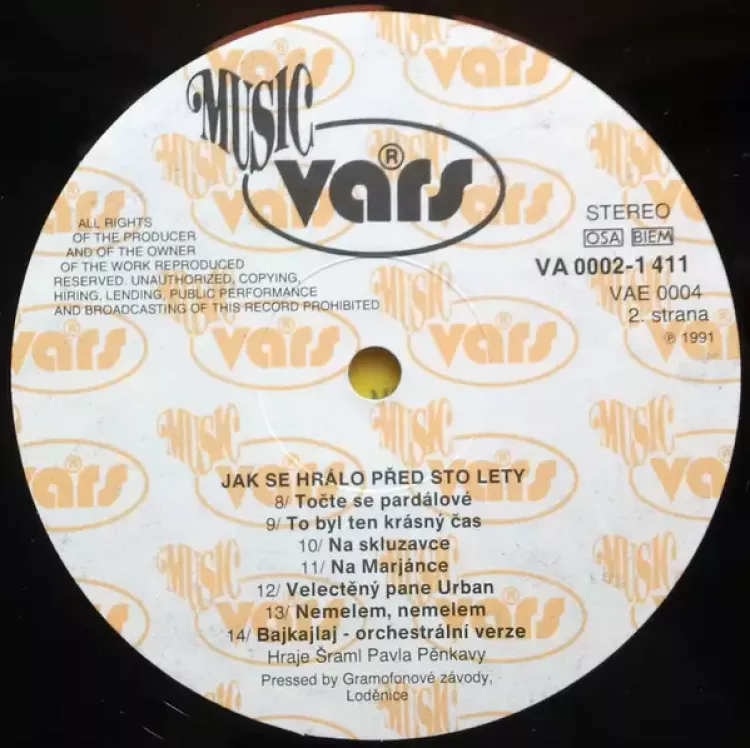 MUSIC
vars®
ALL RIGHTS
OF THE PRODUCER
AND OF THE OWNER
OF THE WORK REPRODUCED
RESERVED. UNAUTHORIZED, COPYING,
HIRING, LENDING, PUBLIC PERFORMANCE
AND BROADCASTING OF THIS RECORD PROHIBITED
STEREO
OSA BIEM
VA 0002-1 411
VAE 0004
2. strana
℗ 1991
JAK SE HRÁLO PŘED STO LETY
8/ Točte se pardálové
9/ To byl ten krásný čas
10/ Na skluzavce
11/ Na Marjánce
12/ Velectěný pane Urban
13/ Nemelem, nemelem
14/ Bajkajlaj - orchestrální verze
Hraje Šraml Pavla Pěnkavy
Pressed by Gramofonové závody,
Loděnice